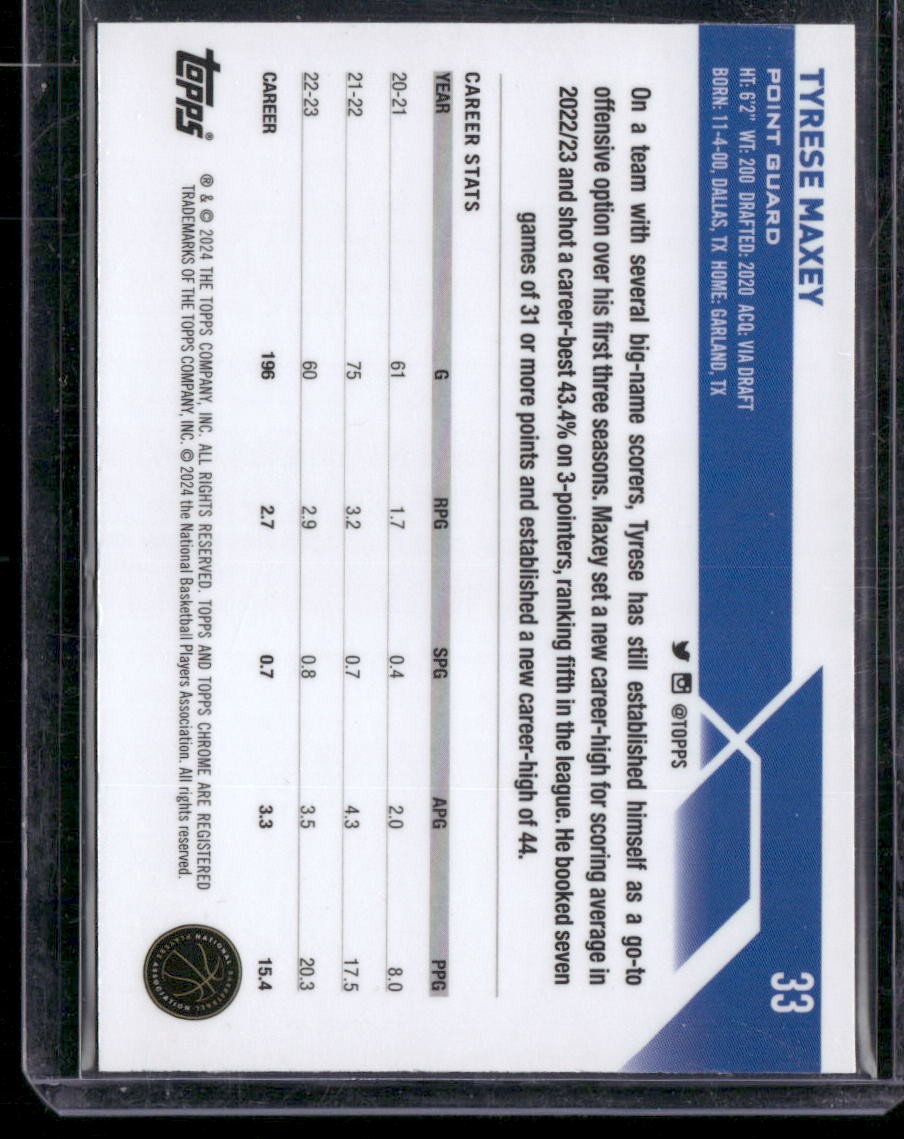 TYRESE MAXEY
33
POINT GUARD
HT: 6'2" WT: 200 DRAFTED: 2020 ACQ: VIA DRAFT
BORN: 11-4-00, DALLAS, TX HOME: GARLAND, TX
@TOPPS
On a team with several big-name scorers, Tyrese has still established himself as a go-to
offensive option over his first three seasons. Maxey set a new career-high for scoring average in
2022/23 and shot a career-best 43.4% on 3-pointers, ranking fifth in the league. He booked seven
games of 31 or more points and established a new career-high of 44.
CAREER STATS
YEAR G RPG SPG APG PPG
20-21 61 1.7 0.4 2.0 8.0
21-22 75 3.2 0.7 4.3 17.5
22-23 60 2.9 0.8 3.5 20.3
CAREER 196 2.7 0.7 3.3 15.4
topps®
® & © 2024 THE TOPPS COMPANY, INC. ALL RIGHTS RESERVED. TOPPS AND TOPPS CHROME ARE REGISTERED
TRADEMARKS OF THE TOPPS COMPANY, INC. © 2024 the National Basketball Players Association. All rights reserved.
NATIONAL BASKETBALL PLAYERS ASSOCIATION